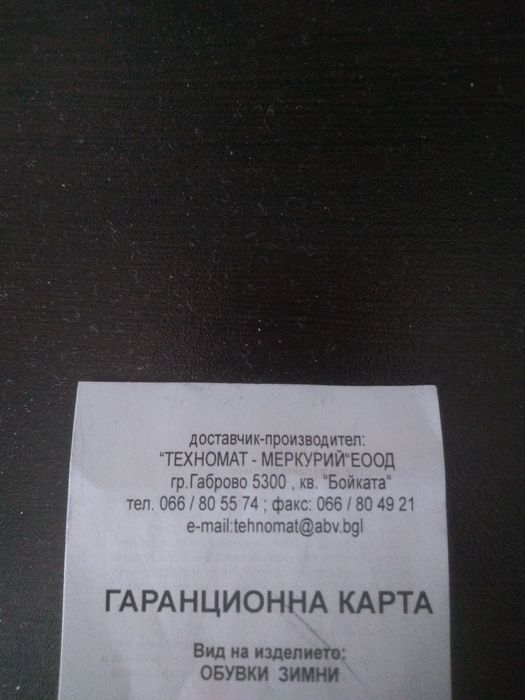 доставчик-производител:
“ТЕХНОМАТ - МЕРКУРИЙ“ЕООД
гр.Габрово 5300 , кв. “Бойката“
тел. 066 / 80 55 74 ; факс: 066 / 80 49 21
e-mail:tehnomat@abv.bgl
ГАРАНЦИОННА КАРТА
Вид на изделието:
ОБУВКИ ЗИМНИ